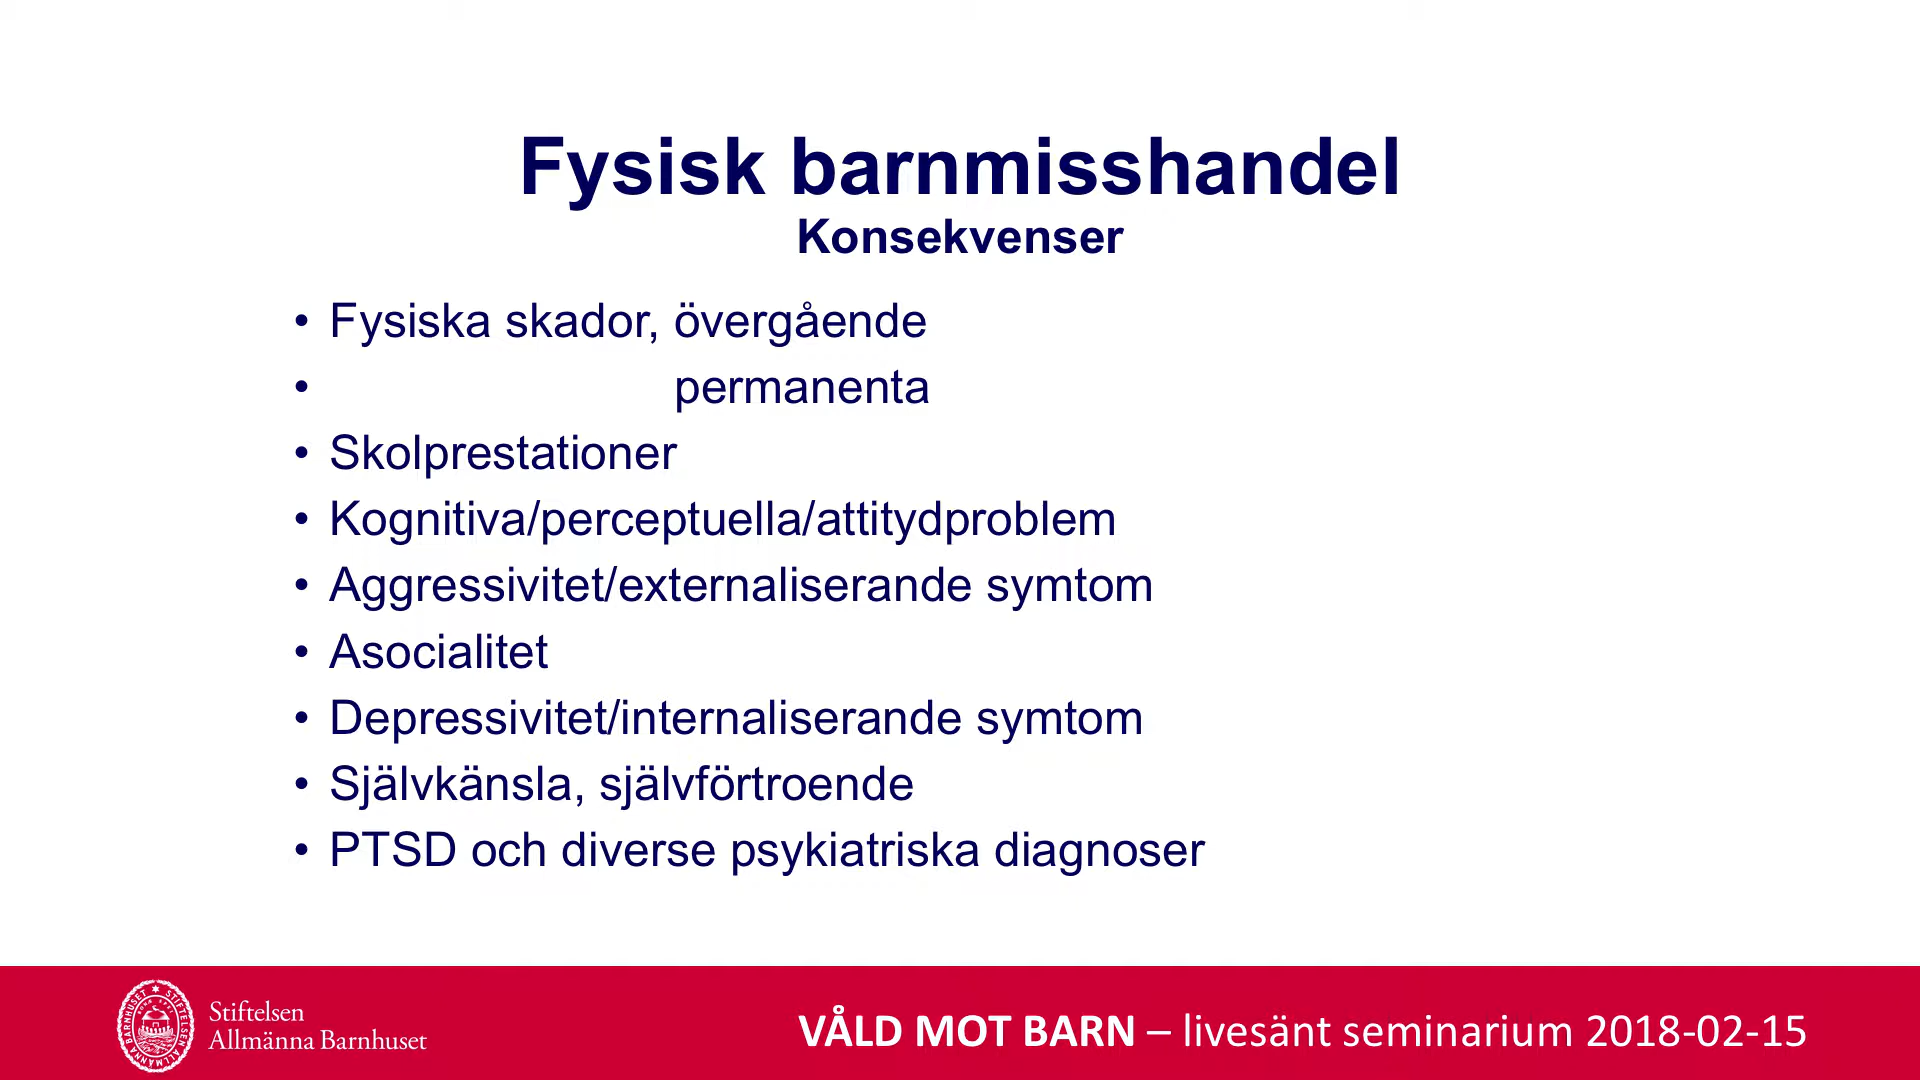 Fysisk barnmisshandel
Konsekvenser
• Fysiska skador, övergående
• permanenta
• Skolprestationer
• Kognitiva/perceptuella/attitydproblem
• Aggressivitet/externaliserande symtom
• Asocialitet
• Depressivitet/internaliserande symtom
• Självkänsla, självförtroende
• PTSD och diverse psykiatriska diagnoser
Stiftelsen
Allmänna Barnhuset
VÅLD MOT BARN – livesänt seminarium 2018-02-15